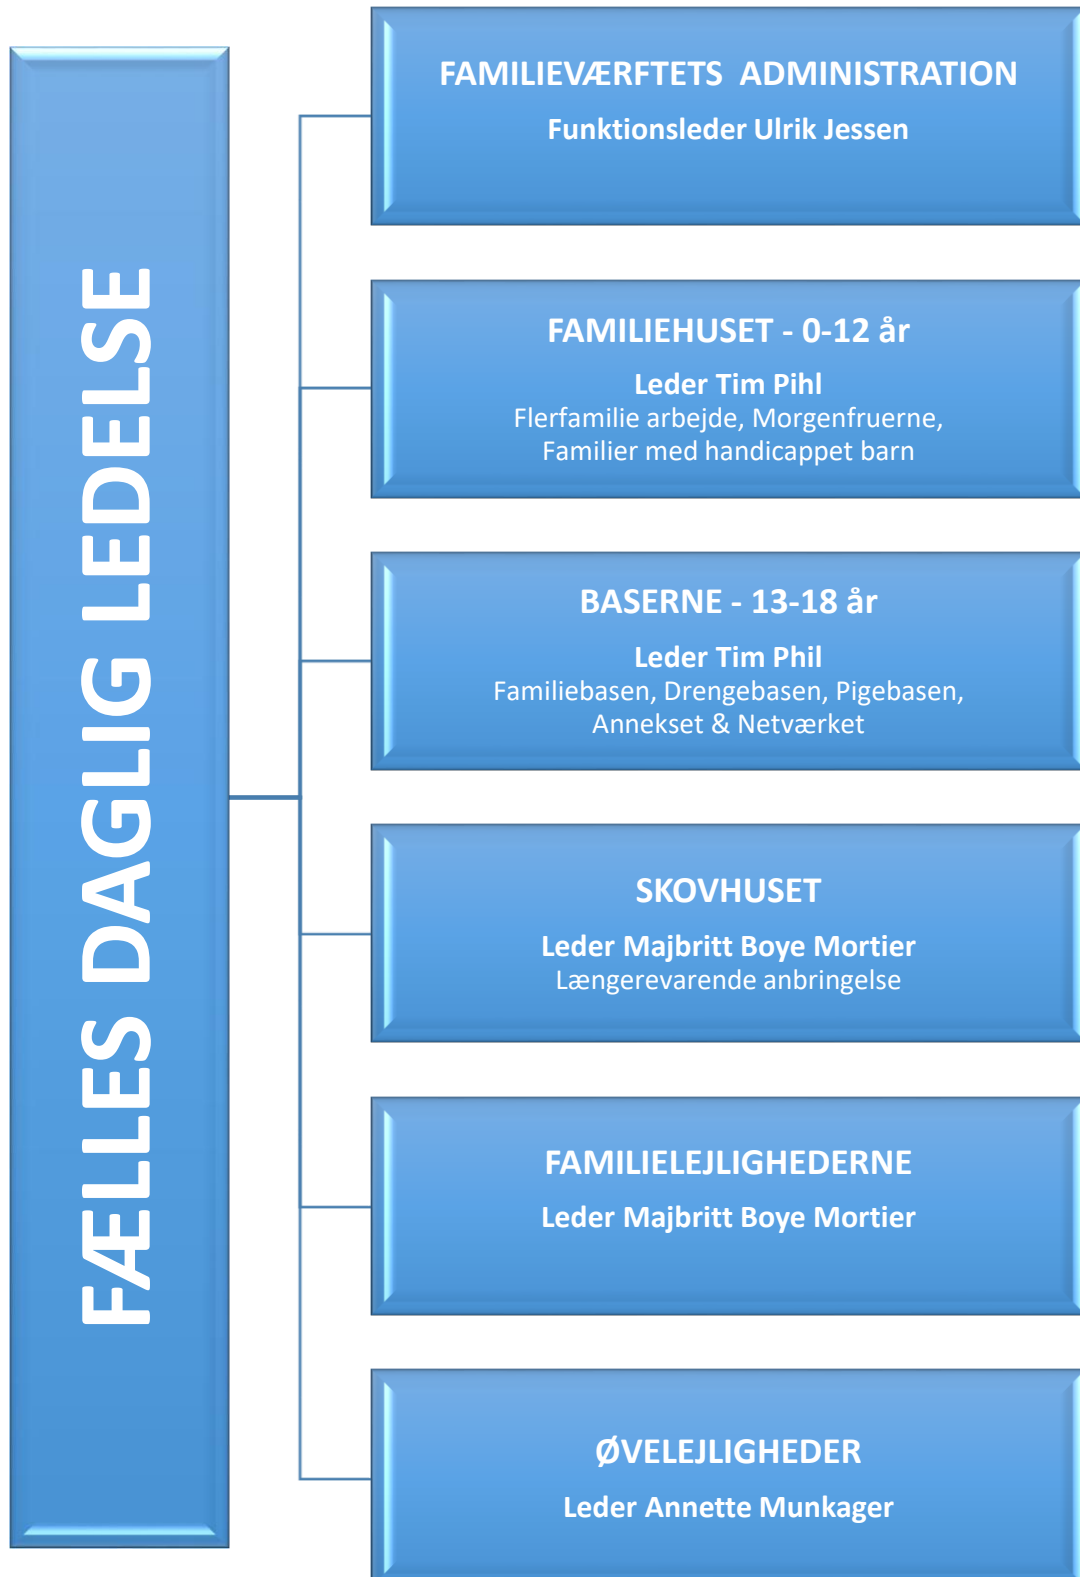 FÆLLES DAGLIG LEDELSE
FAMILIEVÆRFTETS ADMINISTRATION
Funktionsleder Ulrik Jessen
FAMILIEHUSET - 0-12 år
Leder Tim Pihl
Flerfamilie arbejde, Morgenfruerne,
Familier med handicappet barn
BASERNE - 13-18 år
Leder Tim Phil
Familiebasen, Drengebasen, Pigebasen,
Annekset & Netværket
SKOVHUSET
Leder Majbritt Boye Mortier
Længerevarende anbringelse
FAMILIELEJLIGHEDERNE
Leder Majbritt Boye Mortier
ØVELEJLIGHEDER
Leder Annette Munkager